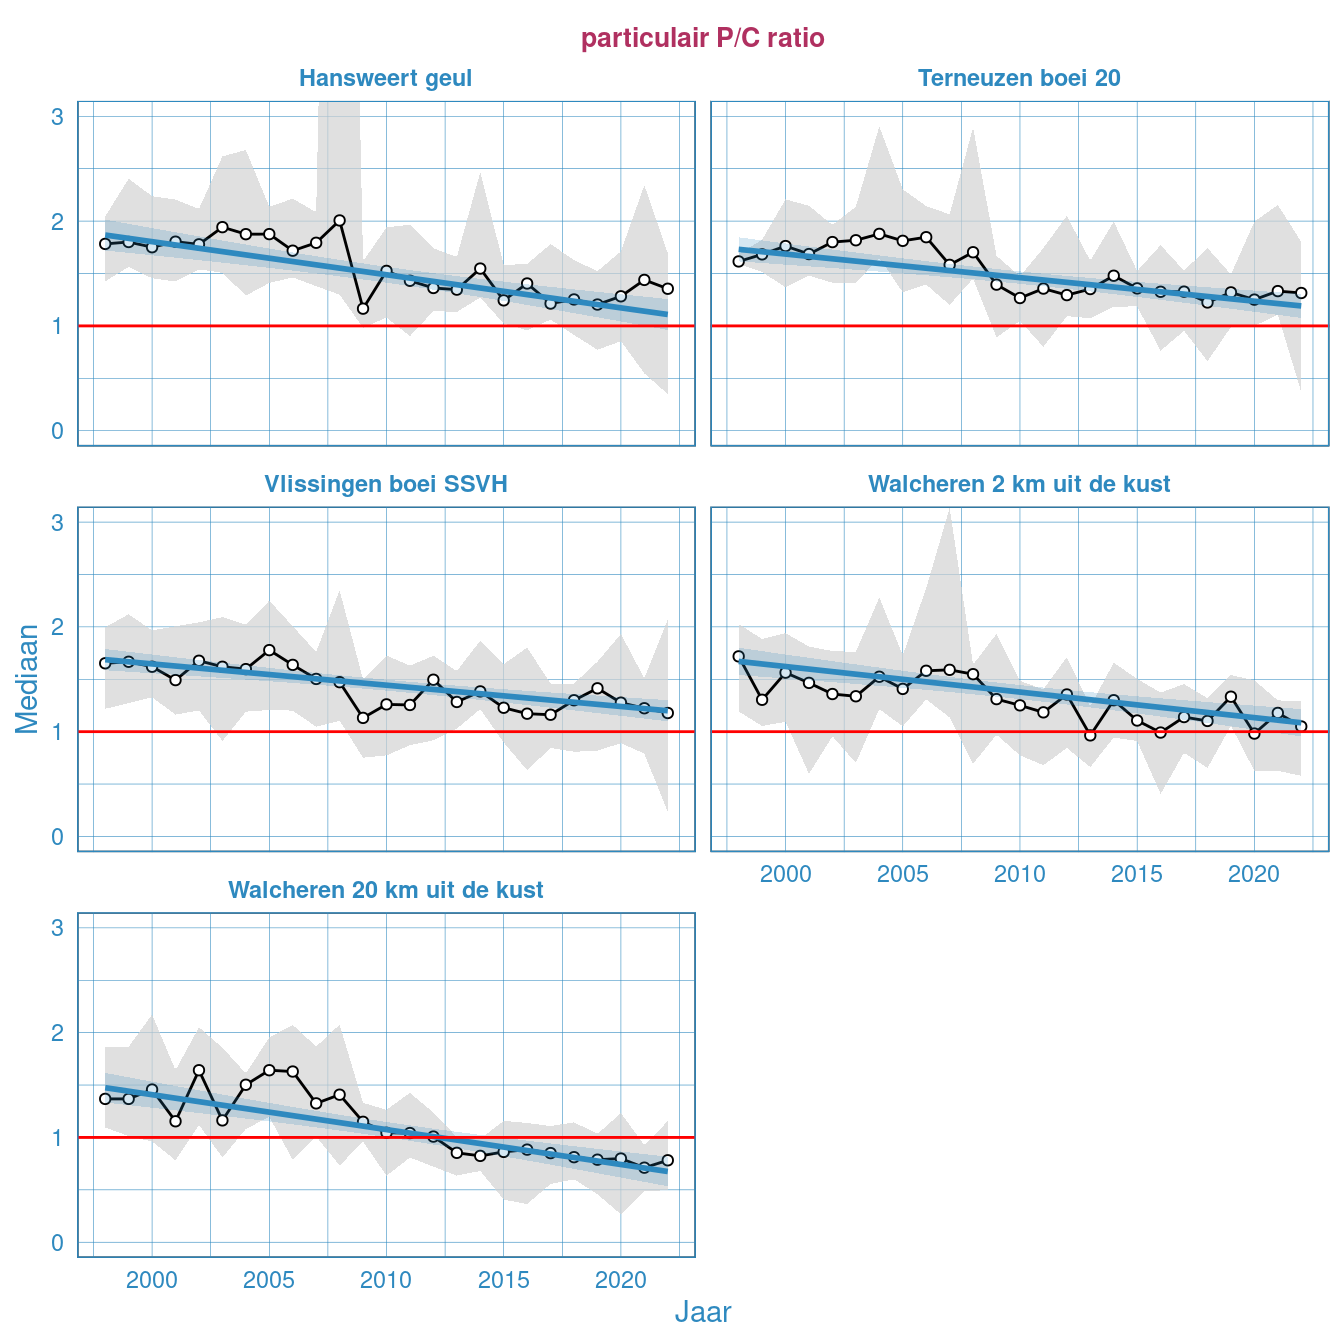 particulair P/C ratio
Hansweert geul
Terneuzen boei 20
3
2
1
0
Vlissingen boei SSVH
Walcheren 2 km uit de kust
3
2
1
0
Mediaan
2000 2005 2010 2015 2020
Walcheren 20 km uit de kust
3
2
1
0
2000 2005 2010 2015 2020
Jaar